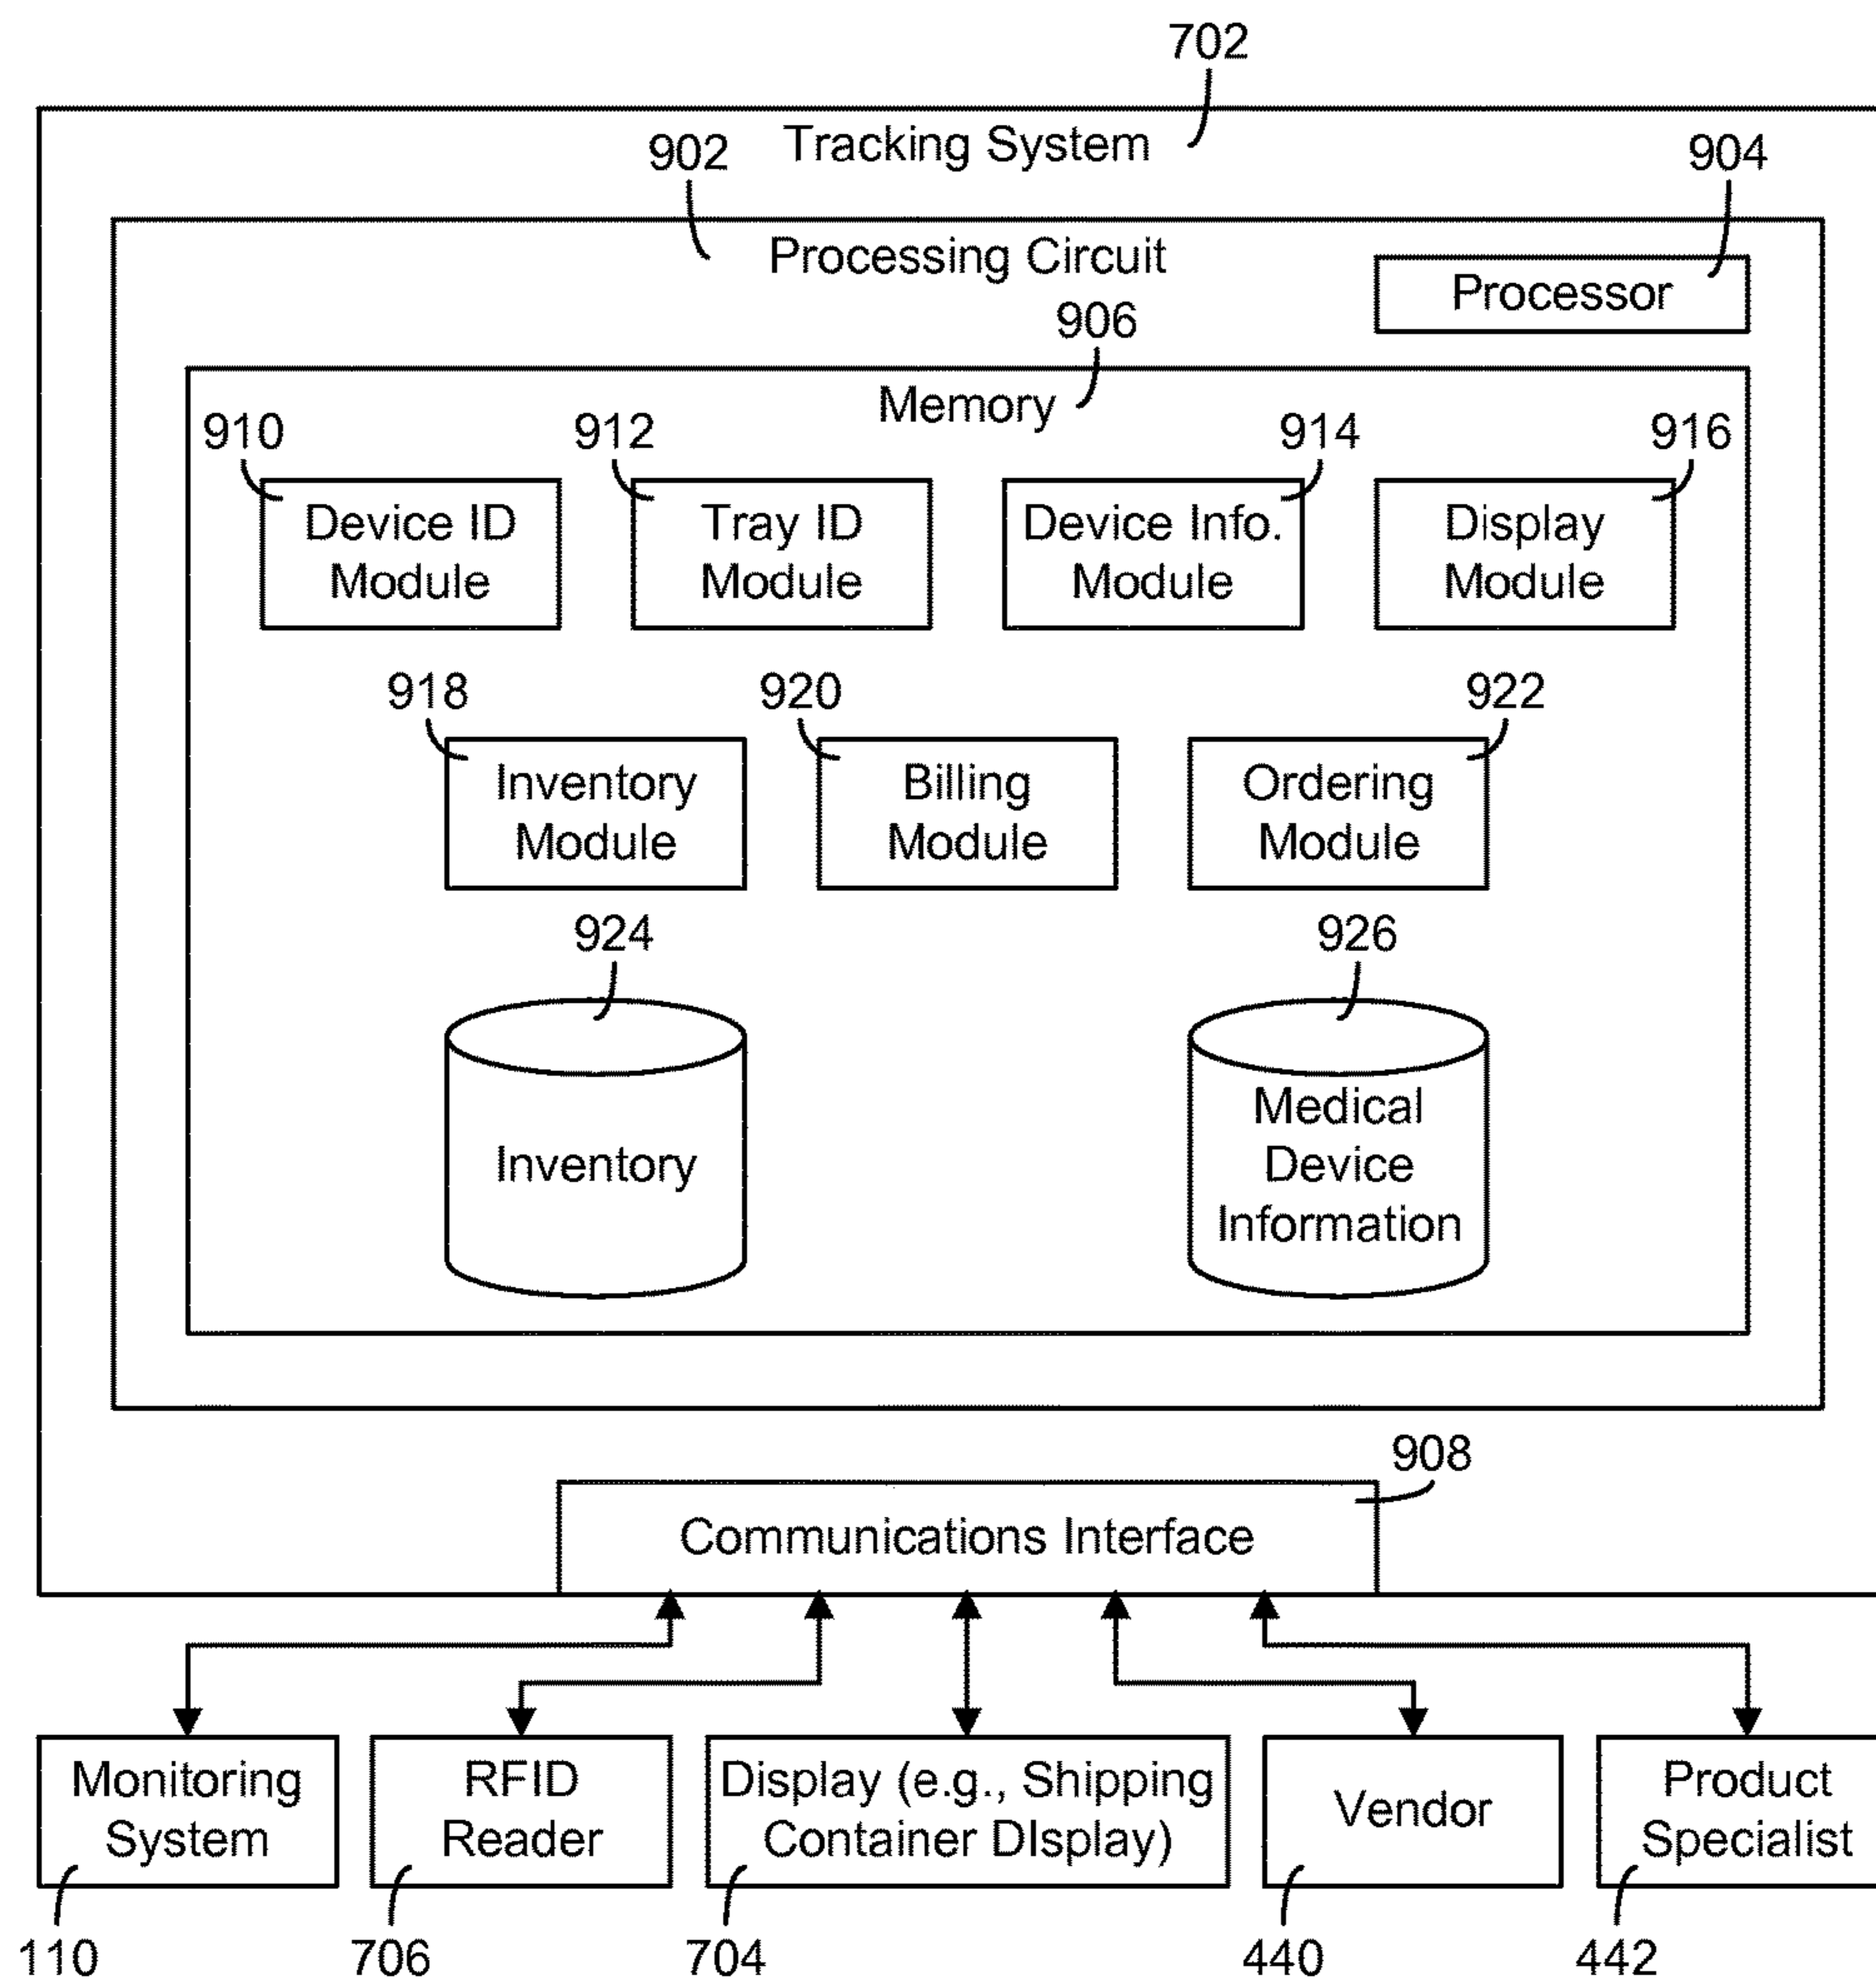 702
Tracking System
902
904
Processing Circuit
Processor
906
Memory
910
912
914
916
Device ID
Module
Tray ID
Module
Device Info.
Module
Display
Module
918
920
922
Inventory
Module
Billing
Module
Ordering
Module
924
926
Inventory
Medical
Device
Information
908
Communications Interface
Monitoring
System
RFID
Reader
Display (e.g., Shipping
Container DIsplay)
Vendor
Product
Specialist
110
706
704
440
442